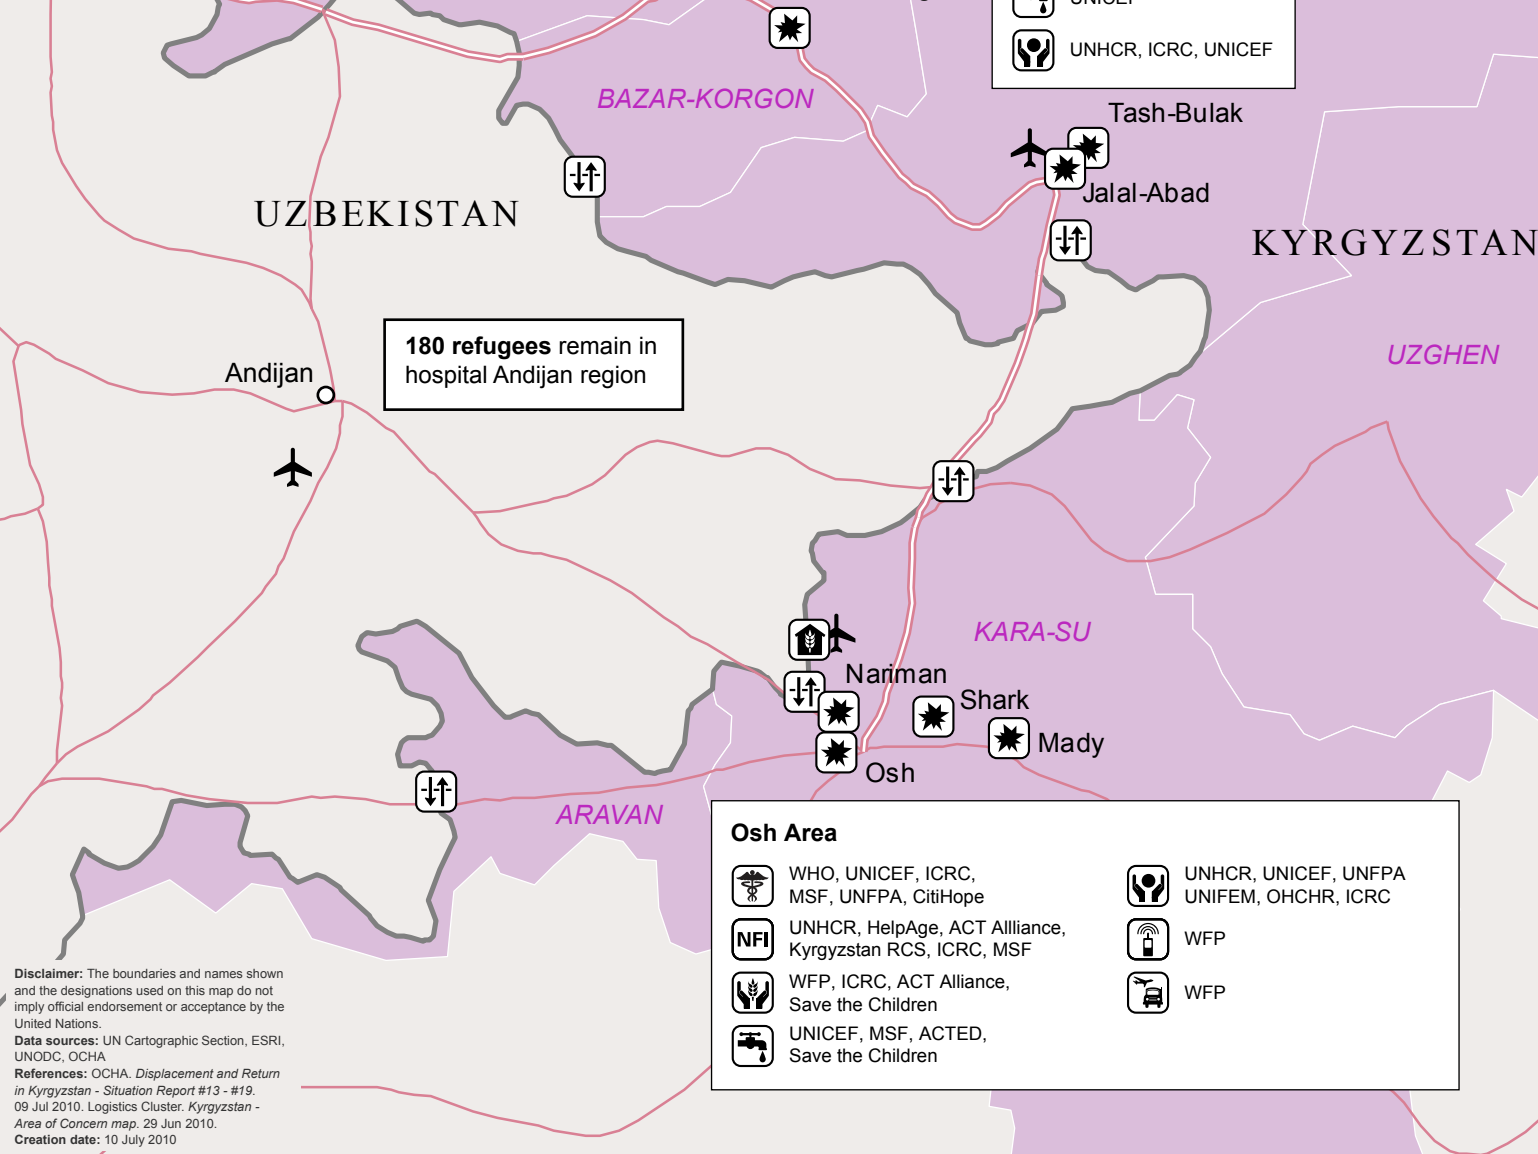 UNICEF
UNHCR, ICRC, UNICEF
BAZAR-KORGON
Tash-Bulak
Jalal-Abad
UZBEKISTAN
KYRGYZSTAN
180 refugees remain in
hospital Andijan region
UZGHEN
Andijan
KARA-SU
Nariman
Shark
Mady
Osh
ARAVAN
Osh Area
WHO, UNICEF, ICRC,
MSF, UNFPA, CitiHope
NFI
UNHCR, HelpAge, ACT Allliance,
Kyrgyzstan RCS, ICRC, MSF
WFP, ICRC, ACT Alliance,
Save the Children
UNICEF, MSF, ACTED,
Save the Children
UNHCR, UNICEF, UNFPA
UNIFEM, OHCHR, ICRC
WFP
WFP
Disclaimer: The boundaries and names shown
and the designations used on this map do not
imply official endorsement or acceptance by the
United Nations.
Data sources: UN Cartographic Section, ESRI,
UNODC, OCHA
References: OCHA. Displacement and Return
in Kyrgyzstan - Situation Report #13 - #19.
09 Jul 2010. Logistics Cluster. Kyrgyzstan -
Area of Concern map. 29 Jun 2010.
Creation date: 10 July 2010